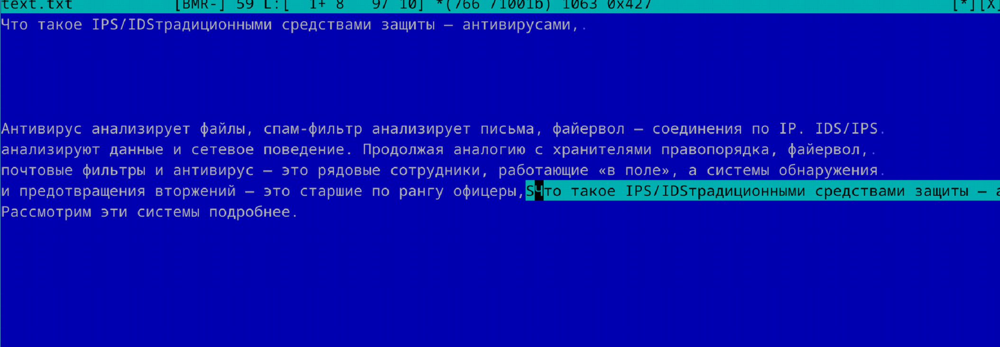 text.txt [BMR-] 59 L:[ 1+ 8 9/ 10] *(766 /1001b) 1063 0x427 [*][X]
Что такое IPS/IDSтрадиционными средствами защиты — антивирусами,.
Антивирус анализирует файлы, спам-фильтр анализирует письма, файервол — соединения по IP. IDS/IPS.
анализируют данные и сетевое поведение. Продолжая аналогию с хранителями правопорядка, файервол,.
почтовые фильтры и антивирус — это рядовые сотрудники, работающие «в поле», а системы обнаружения.
и предотвращения вторжений — это старшие по рангу офицеры,SЧто такое IPS/IDSтрадиционными средствами защиты — а
Рассмотрим эти системы подробнее.